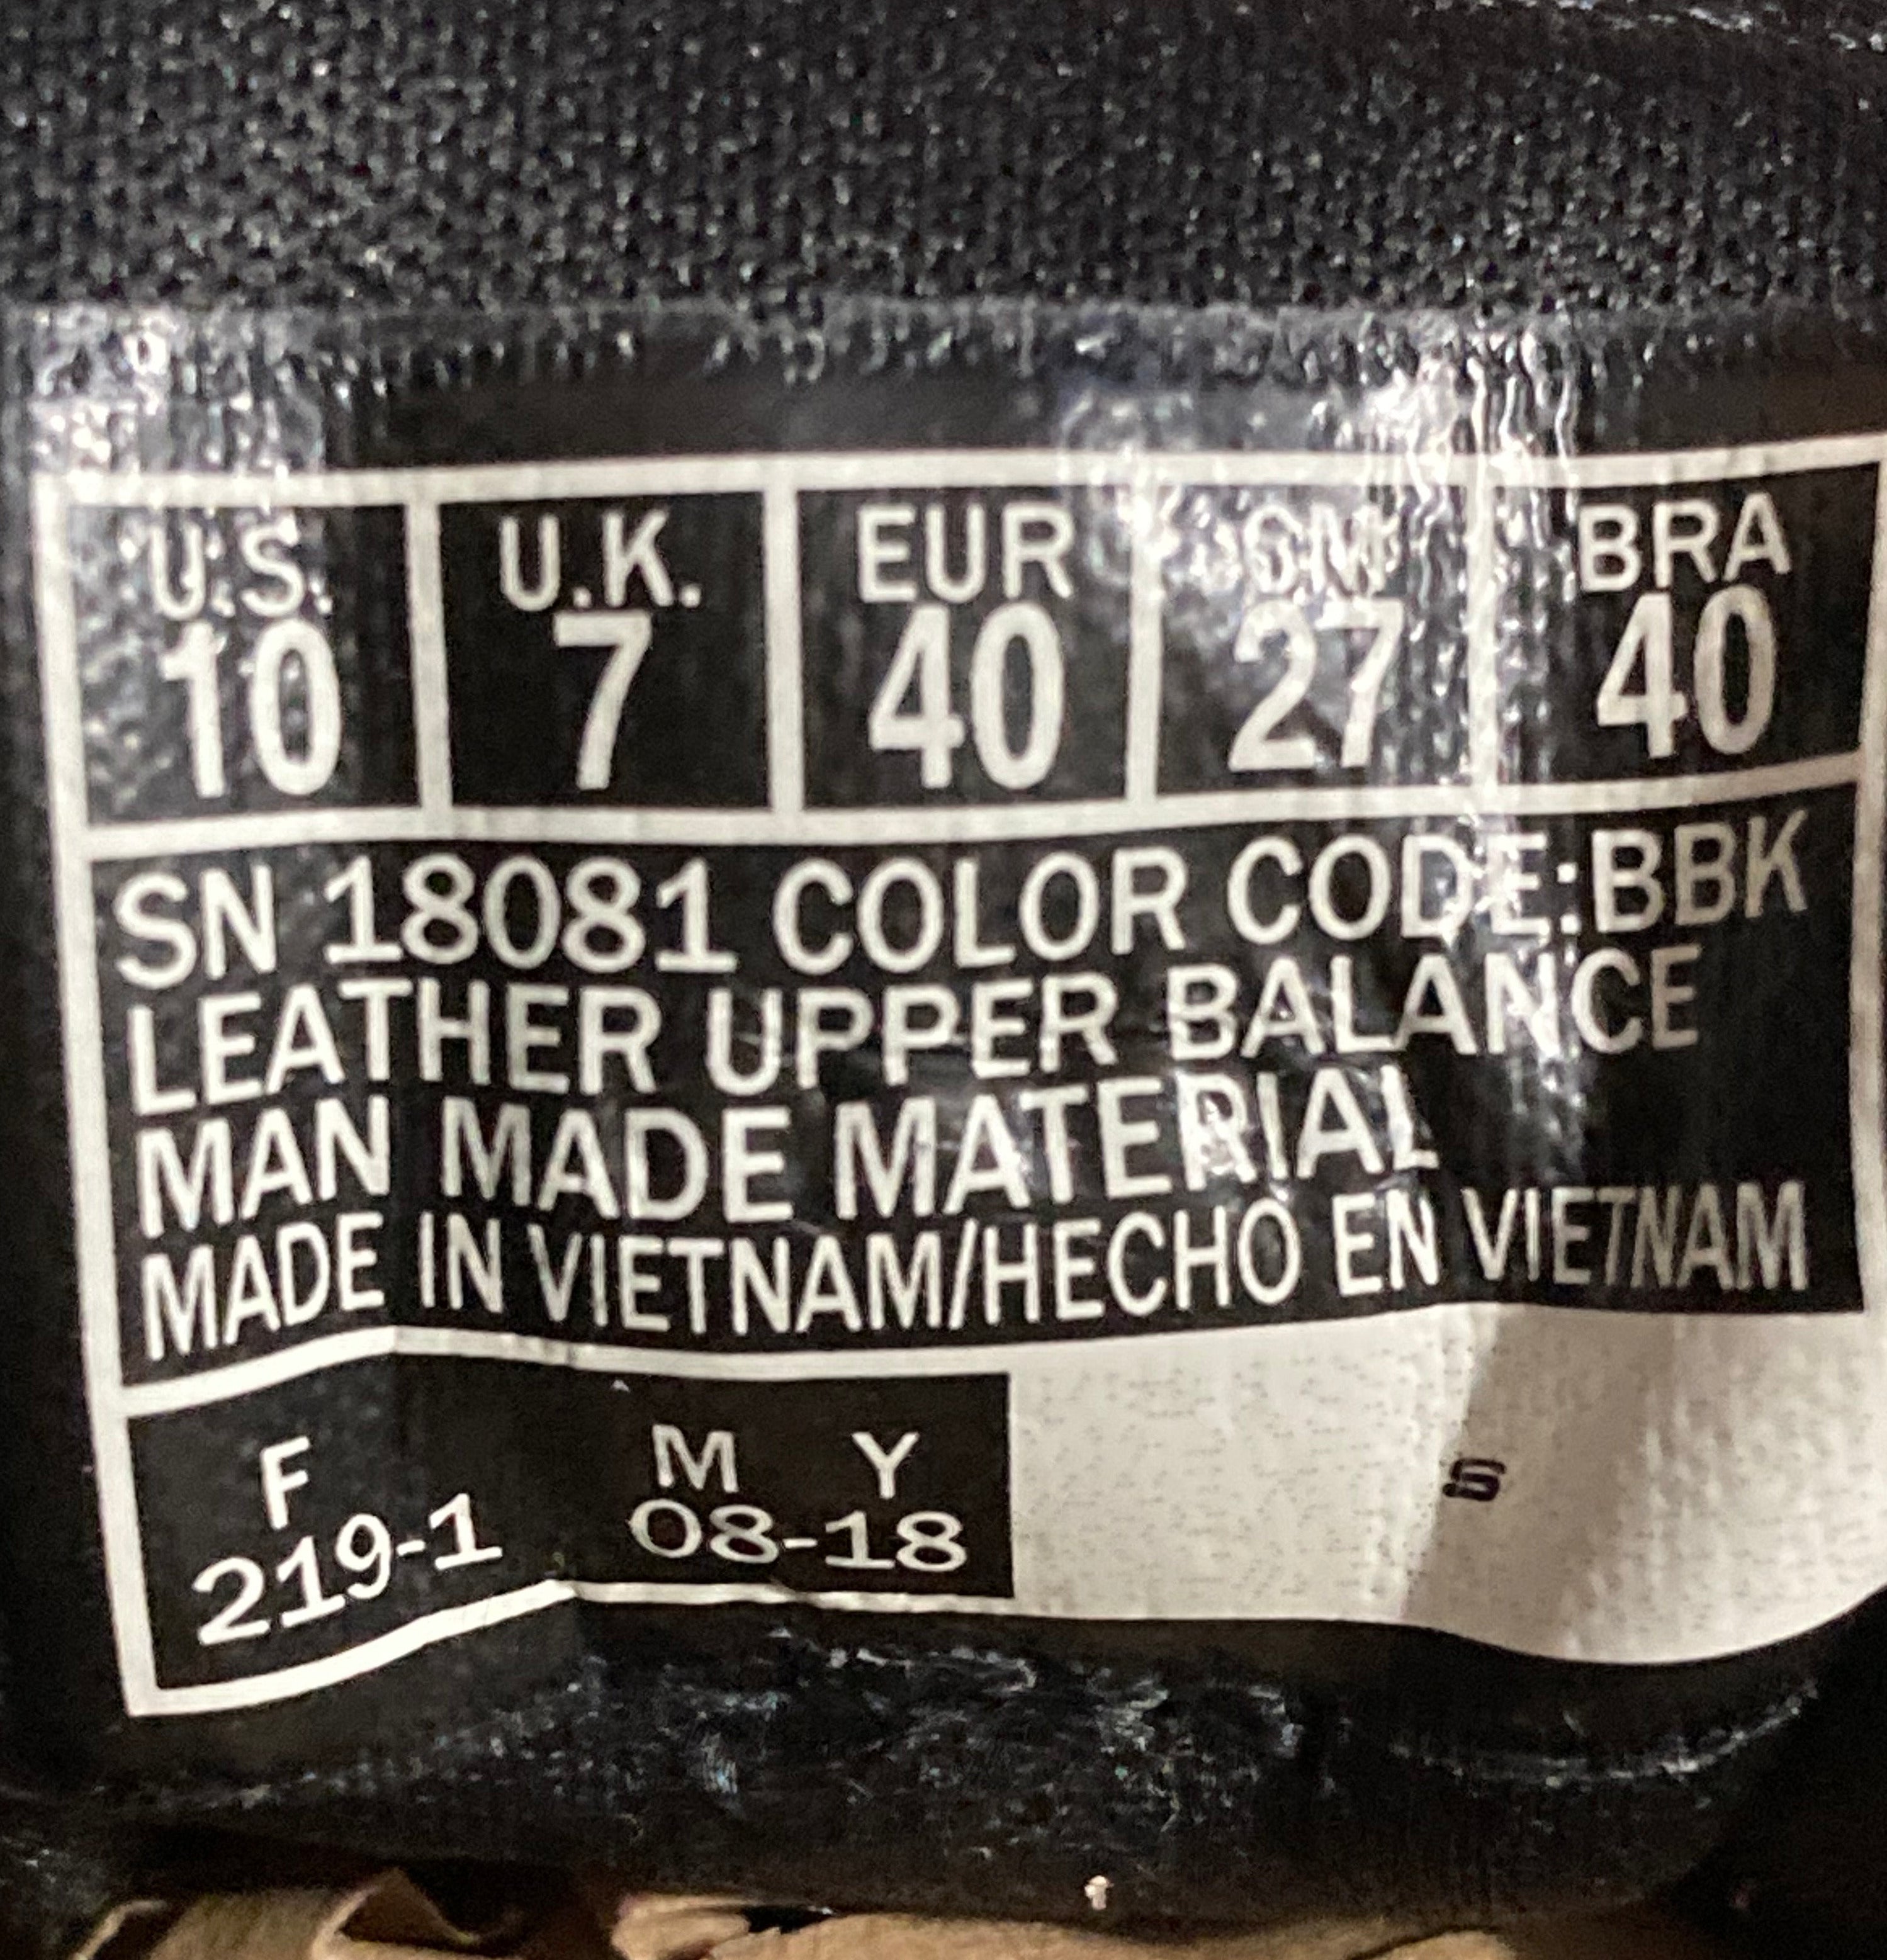 U.S. U.K. EUR CM BRA
10 7 40 27 40
SN 18081 COLOR CODE:BBK
LEATHER UPPER BALANCE
MAN MADE MATERIAL
MADE IN VIETNAM/HECHO EN VIETNAM
F M Y
219-1 08-18
S